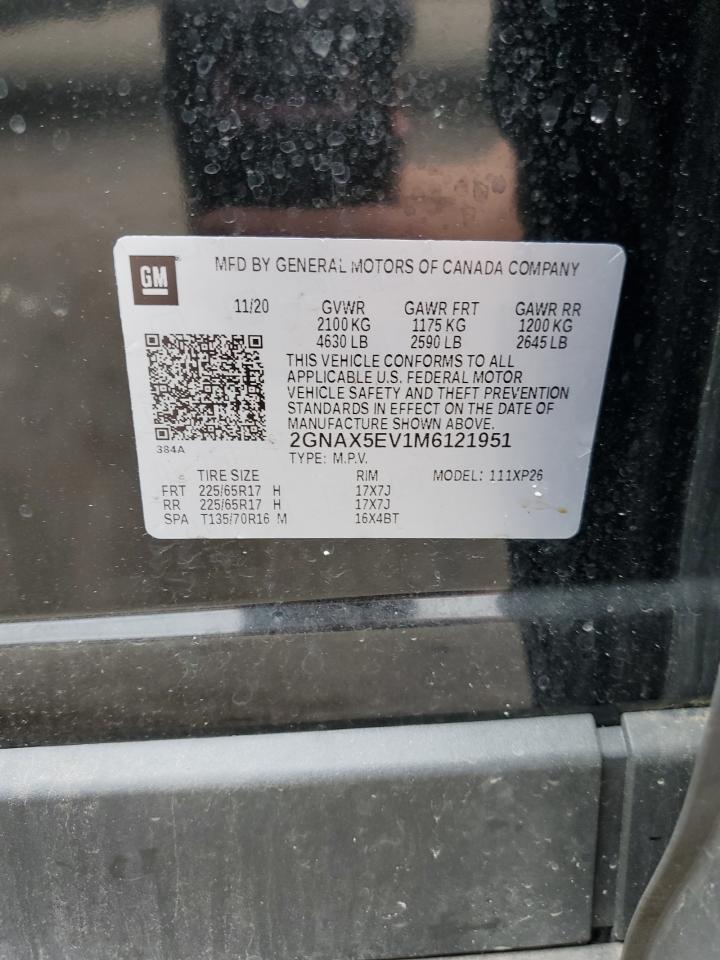 GM
MFD BY GENERAL MOTORS OF CANADA COMPANY
11/20 GVWR GAWR FRT GAWR RR
2100 KG 1175 KG 1200 KG
4630 LB 2590 LB 2645 LB
THIS VEHICLE CONFORMS TO ALL
APPLICABLE U.S. FEDERAL MOTOR
VEHICLE SAFETY AND THEFT PREVENTION
STANDARDS IN EFFECT ON THE DATE OF
MANUFACTURE SHOWN ABOVE.
384A
2GNAX5EV1M6121951
TYPE: M.P.V.
TIRE SIZE RIM MODEL: 111XP26
FRT 225/65R17 H 17X7J
RR 225/65R17 H 17X7J
SPA T135/70R16 M 16X4BT